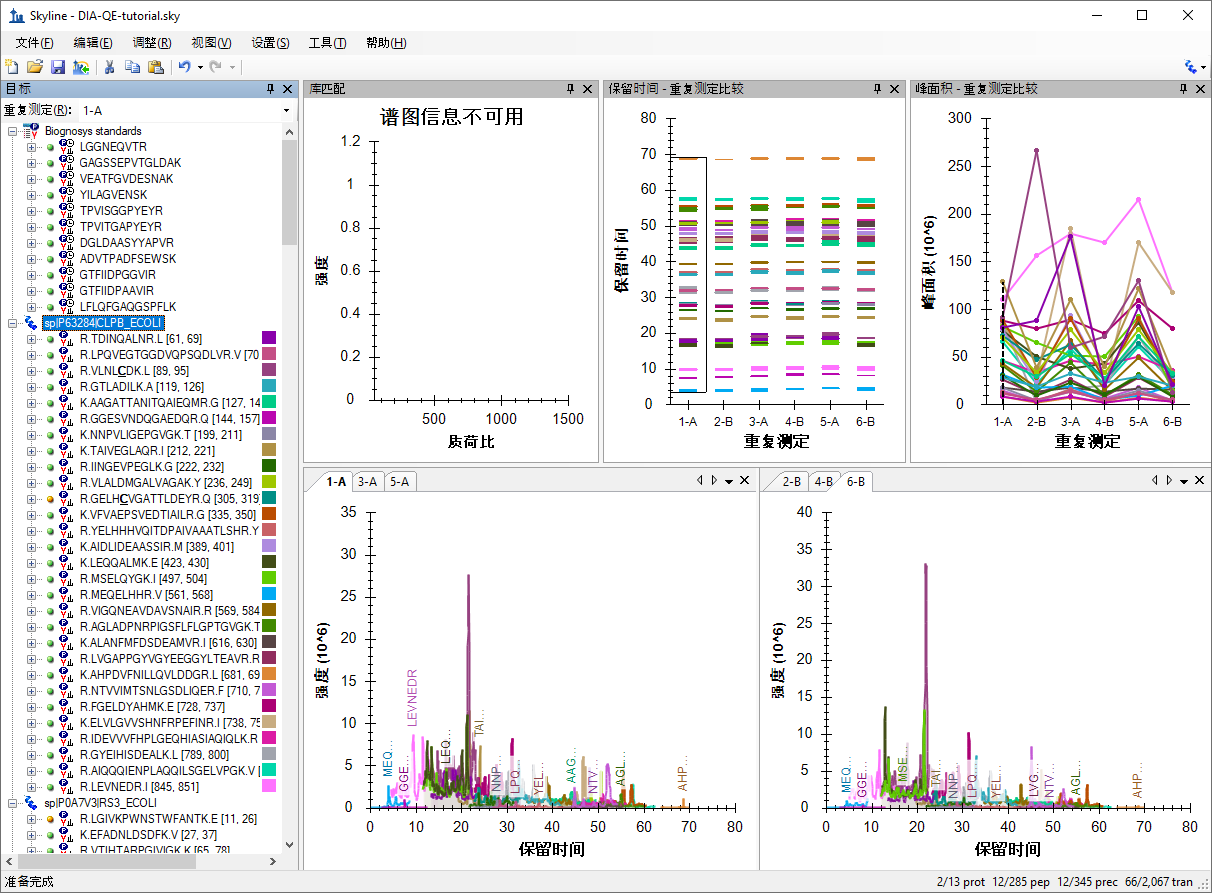 Skyline - DIA-QE-tutorial.sky
文件(F) 编辑(E) 调整(R) 视图(V) 设置(S) 工具(T) 帮助(H)
目标
重复测定(R): 1-A
Biognosys standards
LGGNEQVTR
GAGSSEPVTGLDAK
VEATFGVDESNAK
YILAGVENSK
TPVISGGPYEYR
TPVITGAPYEYR
DGLDAASYYAPVR
ADVTPADFSEWSK
GTFIIDPGGVIR
GTFIIDPAAVIR
LFLQFGAQGSPFLK
sp|P63284|CLPB_ECOLI
R.TDINQALNR.L [61, 69]
R.LPQVEGTGGDVQPSQDLVR.V [70
R.VLNLCDK.L [89, 95]
R.GTLADILK.A [119, 126]
K.AAGATTANITQAIEQMR.G [127, 14
R.GGESVNDQGAEDQR.Q [144, 157]
K.NNPVLIGEPGVGK.T [199, 211]
K.TAIVEGLAQR.I [212, 221]
R.IINGEVPEGLK.G [222, 232]
R.VLALDMGALVAGAK.Y [236, 249]
R.GELHCVGATTLDEYR.Q [305, 319]
K.VFVAEPSVEDTIAILR.G [335, 350]
R.YELHHHVQITDPAIVAAATLSHR.Y
K.AIDLIDEAASSIR.M [389, 401]
K.LEQQALMK.E [423, 430]
R.MSELQYGK.I [497, 504]
R.MEQELHHR.V [561, 568]
R.VIGQNEAVDAVSNAIR.R [569, 584
R.AGLADPNRPIGSFLFLGPTGVGK.T
K.ALANFMFDSDEAMVR.I [616, 630]
R.LVGAPPGYVGYEEGGYLTEAVR.R
K.AHPDVFNILLQVLDDGR.L [681, 69
R.NTVVIMTSNLGSDLIQER.F [710, 7
R.FGELDYAHMK.E [728, 737]
K.ELVLGVVSHNFRPEFINR.I [738, 75
R.IDEVVVFHPLGEQHIASIAQIQLK.R
R.GYEIHISDEALK.L [789, 800]
R.AIQQQIENPLAQQILSGELVPGK.V
R.LEVNEDR.I [845, 851]
sp|P0A7V3|RS3_ECOLI
R.LGIVKPWNSTWFANTK.E [11, 26]
K.EFADNLDSDFK.V [27, 37]
R.VTIHTARPGIVIGK.K [65, 78]
库匹配
谱图信息不可用
强度
1.2
1
0.8
0.6
0.4
0.2
0
500 1000 1500
质荷比
保留时间 - 重复测定比较
保留时间
80
70
60
50
40
30
20
10
0
1-A 2-B 3-A 4-B 5-A 6-B
重复测定
峰面积 - 重复测定比较
峰面积 (10^6)
300
250
200
150
100
50
0
1-A 2-B 3-A 4-B 5-A 6-B
重复测定
1-A 3-A 5-A
强度 (10^6)
35
30
25
20
15
10
5
0
MEQ...
GGE...
LEVNEDR
LEQ...
TAI...
NNP...
LPQ...
YEL...
AAG...
NTV...
AGL...
AHP...
0 10 20 30 40 50 60 70 80
保留时间
2-B 4-B 6-B
强度 (10^6)
40
35
30
25
20
15
10
5
0
MEQ...
GGE...
MSE...
TAI...
NNP...
LPQ...
YEL...
LVG...
NTV...
AGL...
AHP...
0 10 20 30 40 50 60 70 80
保留时间
准备完成
2/13 prot 12/285 pep 12/345 prec 66/2,067 tran